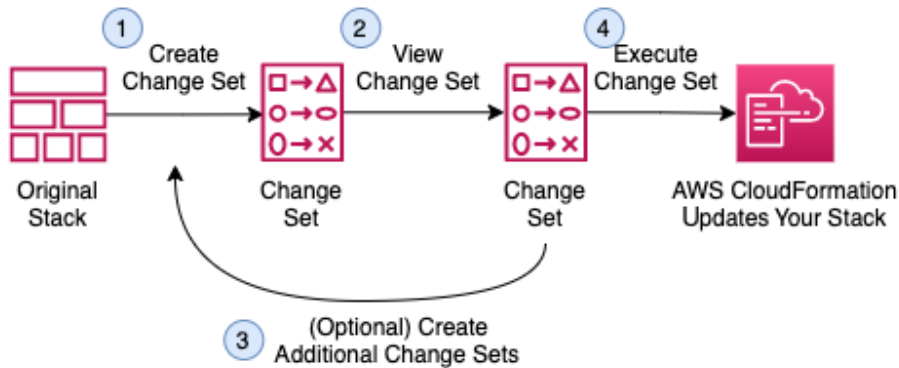 1
Create
Change Set
2
View
Change Set
4
Execute
Change Set
Original
Stack
Change
Set
Change
Set
AWS CloudFormation
Updates Your Stack
3
(Optional) Create
Additional Change Sets